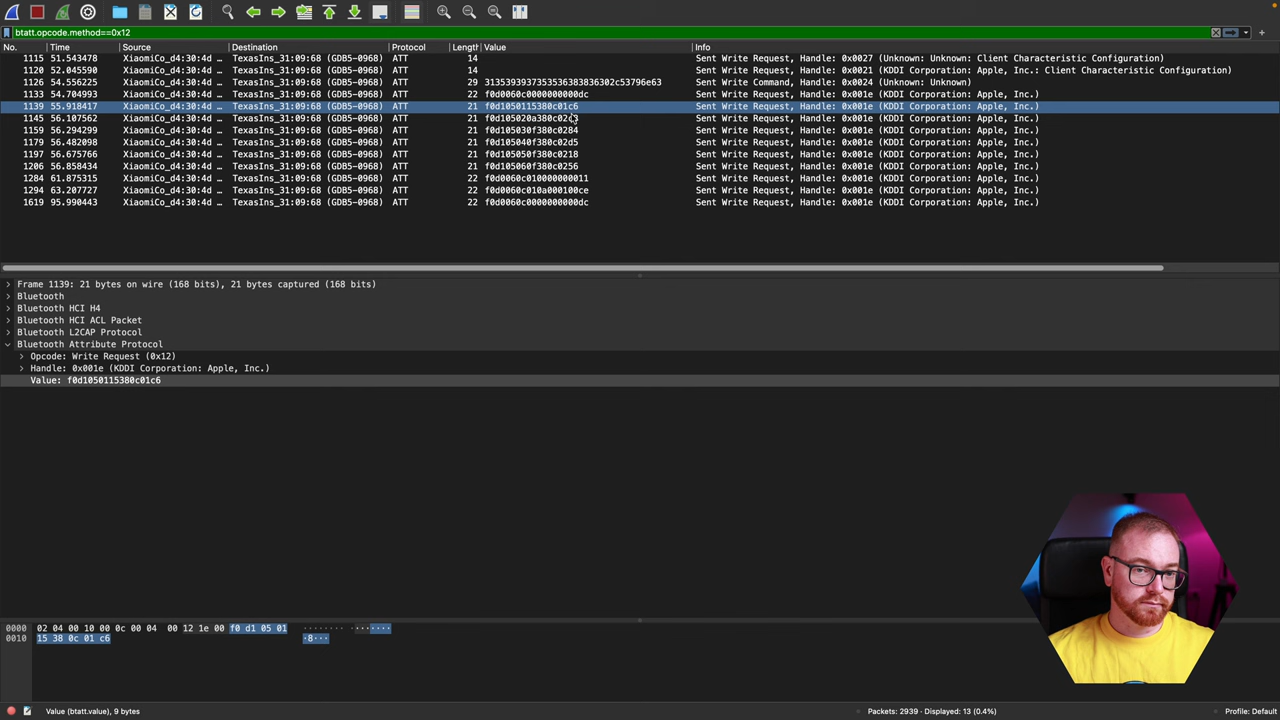 btatt.opcode.method==0x12
No. Time Source Destination Protocol Length Value Info
1115 51.543478 XiaomiCo_d4:30:4d … TexasIns_31:09:68 (GDB5-0968) ATT 14 Sent Write Request, Handle: 0x0027 (Unknown: Unknown: Client Characteristic Configuration)
1120 52.045590 XiaomiCo_d4:30:4d … TexasIns_31:09:68 (GDB5-0968) ATT 14 Sent Write Request, Handle: 0x0021 (KDDI Corporation: Apple, Inc.: Client Characteristic Configuration)
1126 54.556225 XiaomiCo_d4:30:4d … TexasIns_31:09:68 (GDB5-0968) ATT 29 Sent Write Command, Handle: 0x0024 (Unknown: Unknown)
1133 54.704993 XiaomiCo_d4:30:4d … TexasIns_31:09:68 (GDB5-0968) ATT 22 f0d0060c0000000000dc Sent Write Request, Handle: 0x001e (KDDI Corporation: Apple, Inc.)
1139 55.918417 XiaomiCo_d4:30:4d … TexasIns_31:09:68 (GDB5-0968) ATT 21 f0d1050115380c01c6 Sent Write Request, Handle: 0x001e (KDDI Corporation: Apple, Inc.)
1145 56.107562 XiaomiCo_d4:30:4d … TexasIns_31:09:68 (GDB5-0968) ATT 21 Sent Write Request, Handle: 0x001e (KDDI Corporation: Apple, Inc.)
1159 56.294299 XiaomiCo_d4:30:4d … TexasIns_31:09:68 (GDB5-0968) ATT 21 f0d105030f380c0284 Sent Write Request, Handle: 0x001e (KDDI Corporation: Apple, Inc.)
1179 56.482098 XiaomiCo_d4:30:4d … TexasIns_31:09:68 (GDB5-0968) ATT 21 f0d105040f380c02d5 Sent Write Request, Handle: 0x001e (KDDI Corporation: Apple, Inc.)
1197 56.675766 XiaomiCo_d4:30:4d … TexasIns_31:09:68 (GDB5-0968) ATT 21 f0d105050f380c0218 Sent Write Request, Handle: 0x001e (KDDI Corporation: Apple, Inc.)
1206 56.858434 XiaomiCo_d4:30:4d … TexasIns_31:09:68 (GDB5-0968) ATT 21 f0d105060f380c0256 Sent Write Request, Handle: 0x001e (KDDI Corporation: Apple, Inc.)
1284 61.875315 XiaomiCo_d4:30:4d … TexasIns_31:09:68 (GDB5-0968) ATT 22 f0d0060c010000000011 Sent Write Request, Handle: 0x001e (KDDI Corporation: Apple, Inc.)
1294 63.207727 XiaomiCo_d4:30:4d … TexasIns_31:09:68 (GDB5-0968) ATT 22 f0d0060c010a000100ce Sent Write Request, Handle: 0x001e (KDDI Corporation: Apple, Inc.)
1619 95.990443 XiaomiCo_d4:30:4d … TexasIns_31:09:68 (GDB5-0968) ATT 22 f0d0060c0000000000dc Sent Write Request, Handle: 0x001e (KDDI Corporation: Apple, Inc.)
Frame 1139: 21 bytes on wire (168 bits), 21 bytes captured (168 bits)
Bluetooth
Bluetooth HCI H4
Bluetooth HCI ACL Packet
Bluetooth L2CAP Protocol
Bluetooth Attribute Protocol
Opcode: Write Request (0x12)
Handle: 0x001e (KDDI Corporation: Apple, Inc.)
Value: f0d1050115380c01c6
0000 02 04 00 10 00 0c 00 04 00 12 1e 00 f0 d1 05 01 ········ ········
0010 15 38 0c 01 c6 ·8···
Value (btatt.value), 9 bytes
Packets: 2939 · Displayed: 13 (0.4%)
Profile: Default